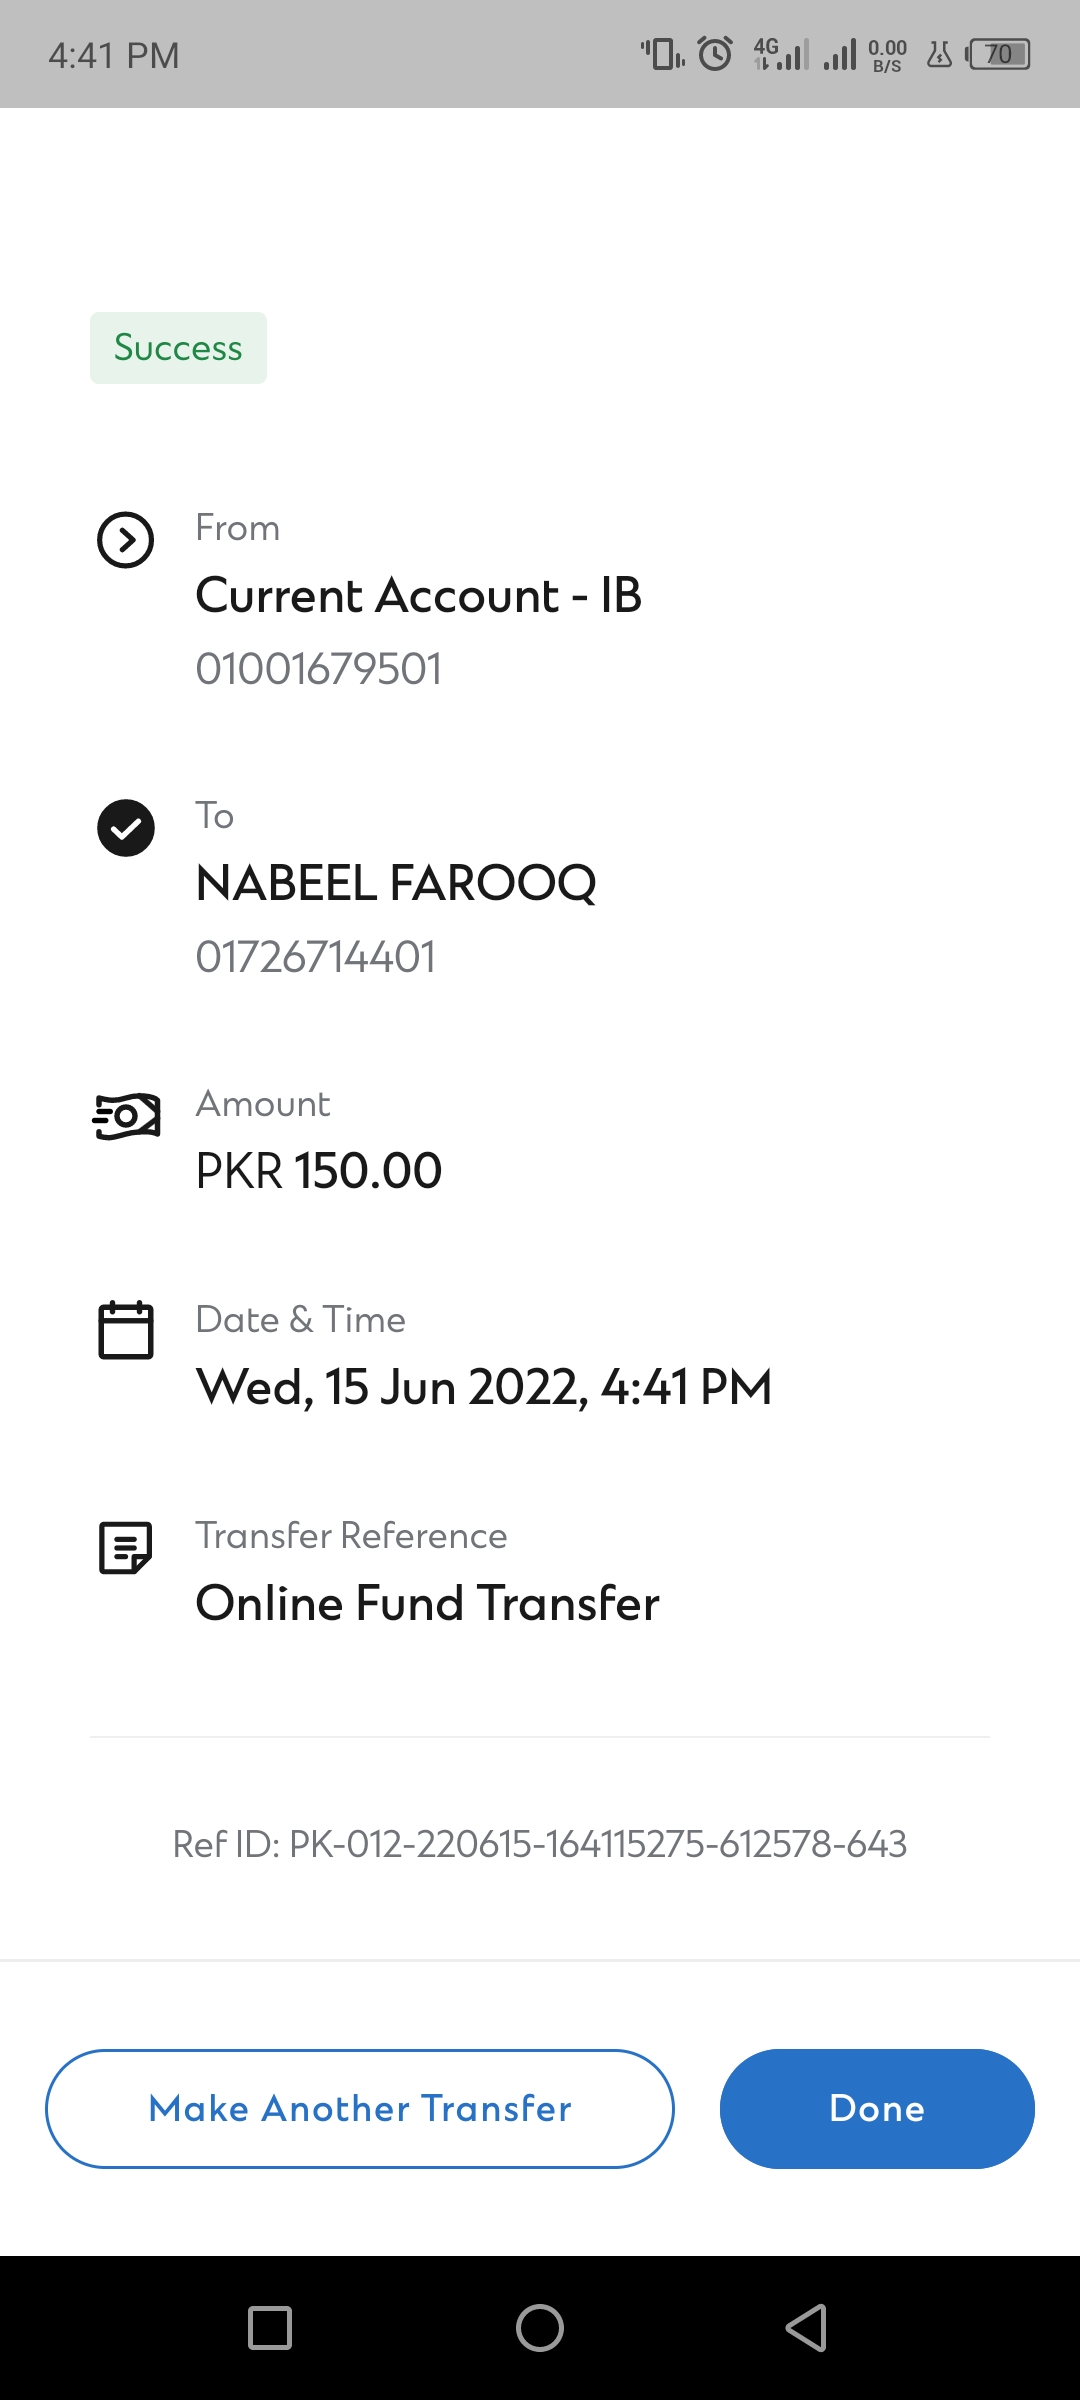 4:41 PM
4G 0.00 B/S 70
Success
From
Current Account - IB
01001679501
To
NABEEL FAROOQ
01726714401
Amount
PKR 150.00
Date & Time
Wed, 15 Jun 2022, 4:41 PM
Transfer Reference
Online Fund Transfer
Ref ID: PK-012-220615-164115275-612578-643
Make Another Transfer Done